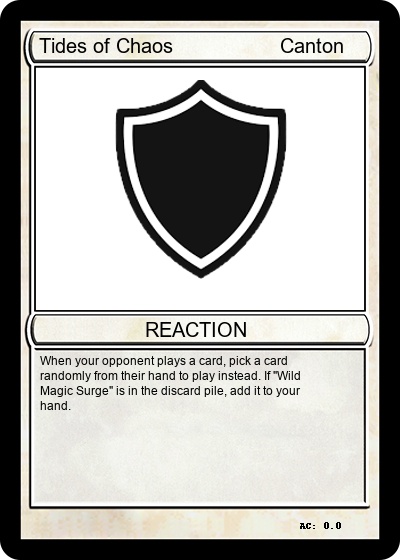 Tides of Chaos Canton
REACTION
When your opponent plays a card, pick a card
randomly from their hand to play instead. If "Wild
Magic Surge" is in the discard pile, add it to your
hand.
AC: 0.0